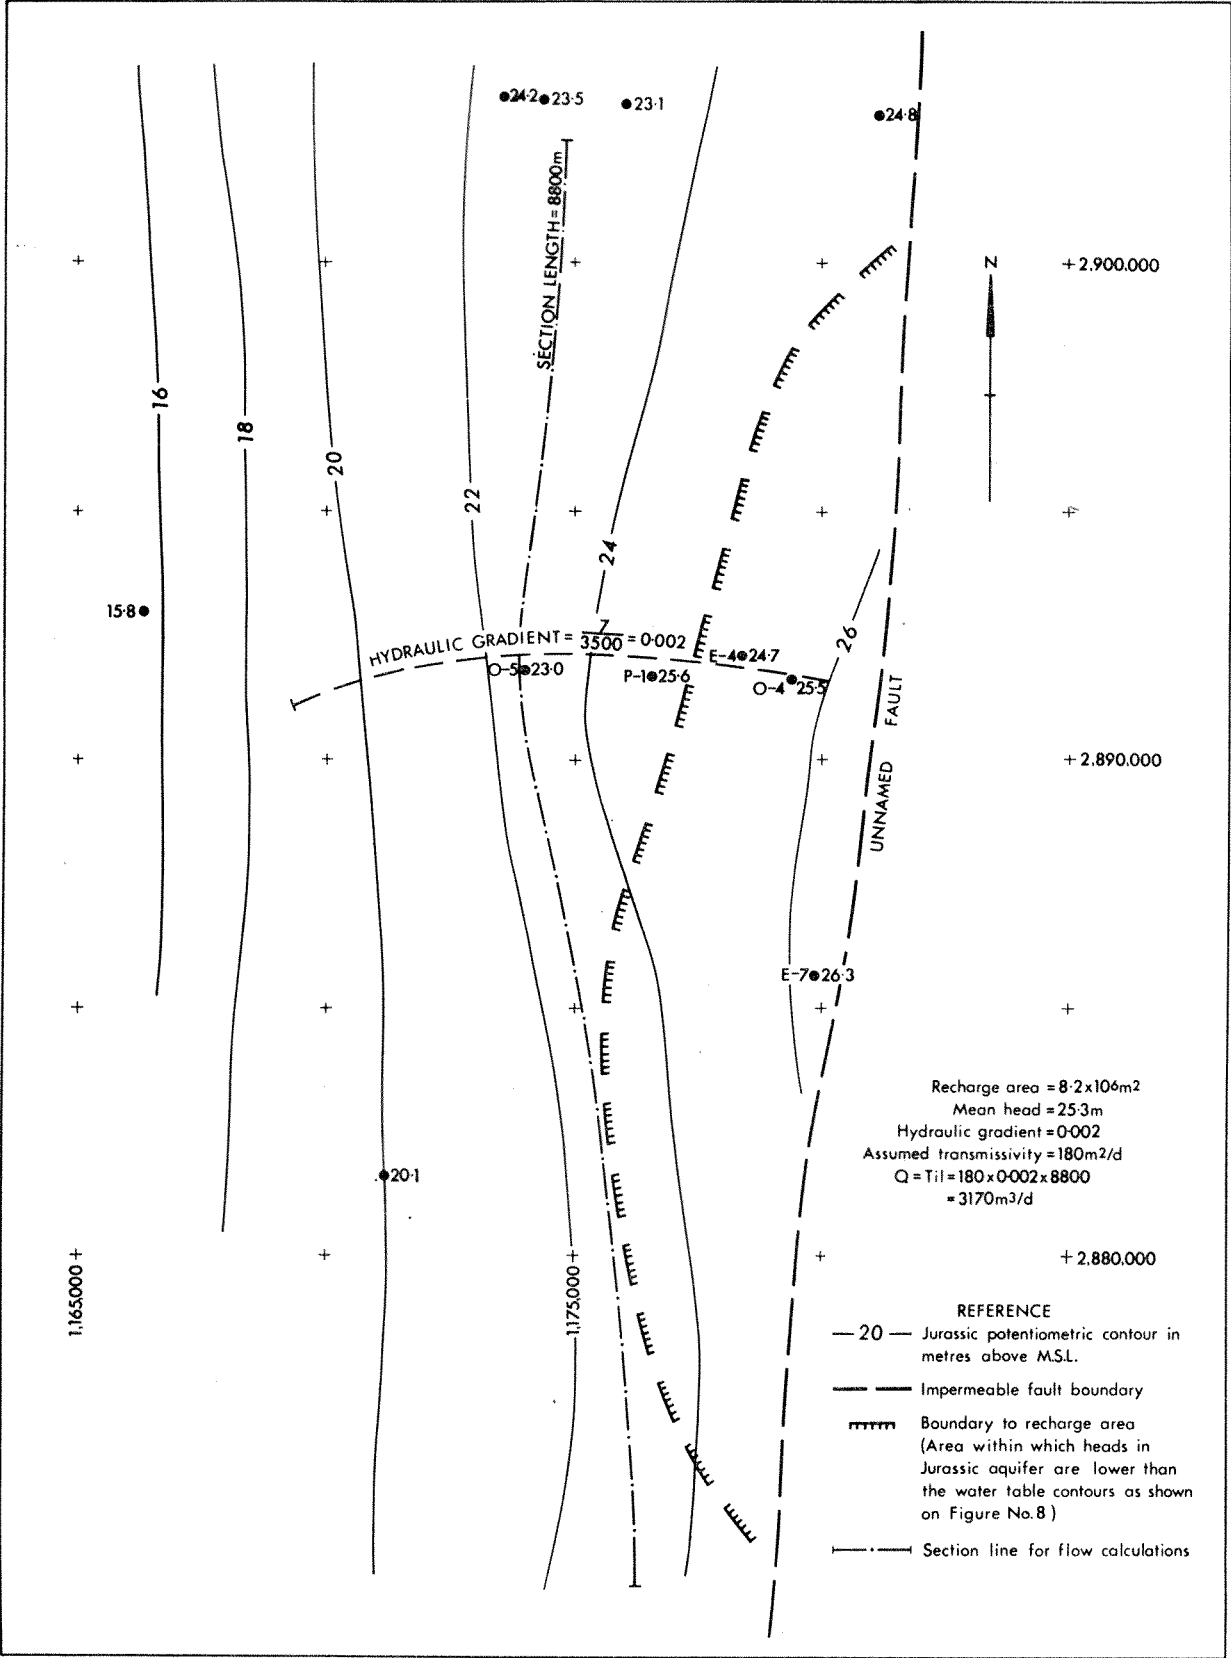 24·2
23·5
23·1
24·8
SECTION LENGTH = 8800m
2,900,000
N
16
18
20
22
24
15·8
HYDRAULIC GRADIENT = 7/3500 = 0·002
26
O-5 23·0
P-1 25·6
E-4 24·7
O-4 25·5
UNNAMED FAULT
2,890,000
E-7 26·3
20·1
Recharge area = 8·2x106m2
Mean head = 25·3m
Hydraulic gradient = 0·002
Assumed transmissivity = 180m2/d
Q = Til = 180 x 0·002 x 8800
= 3170m3/d
1,165,000
1,175,000
2,880,000
REFERENCE
20 Jurassic potentiometric contour in
metres above M.S.L.
Impermeable fault boundary
Boundary to recharge area
(Area within which heads in
Jurassic aquifer are lower than
the water table contours as shown
on Figure No. 8 )
Section line for flow calculations